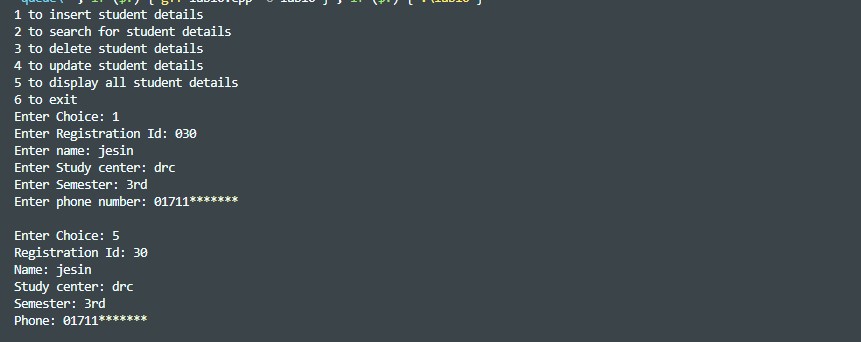 1 to insert student details
2 to search for student details
3 to delete student details
4 to update student details
5 to display all student details
6 to exit
Enter Choice: 1
Enter Registration Id: 030
Enter name: jesin
Enter Study center: drc
Enter Semester: 3rd
Enter phone number: 01711*******
Enter Choice: 5
Registration Id: 30
Name: jesin
Study center: drc
Semester: 3rd
Phone: 01711*******